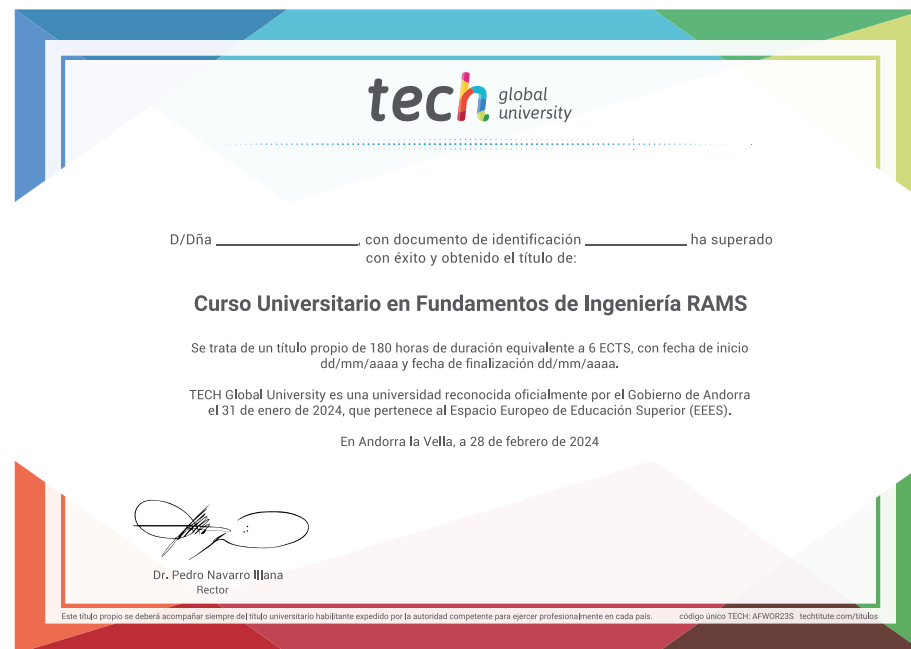 tech global
university
D/Dña ______________, con documento de identificación __________ ha superado
con éxito y obtenido el título de:
Curso Universitario en Fundamentos de Ingeniería RAMS
Se trata de un título propio de 180 horas de duración equivalente a 6 ECTS, con fecha de inicio
dd/mm/aaaa y fecha de finalización dd/mm/aaaa.
TECH Global University es una universidad reconocida oficialmente por el Gobierno de Andorra
el 31 de enero de 2024, que pertenece al Espacio Europeo de Educación Superior (EEES).
En Andorra la Vella, a 28 de febrero de 2024
Dr. Pedro Navarro Illana
Rector
Este título propio se deberá acompañar siempre del título universitario habilitante expedido por la autoridad competente para ejercer profesionalmente en cada país. código único TECH: AFWOR23S techtitute.com/titulos